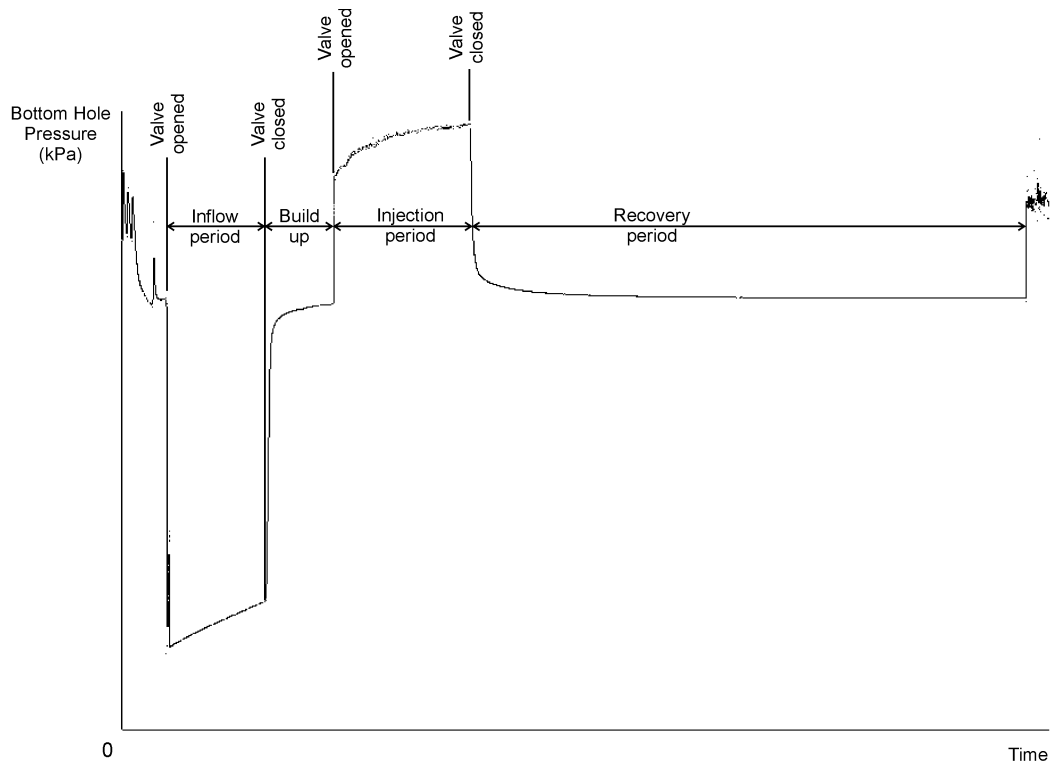 Bottom Hole
Pressure
(kPa)
Valve
opened
Valve
closed
Valve
opened
Valve
closed
Inflow
period
Build
up
Injection
period
Recovery
period
0
Time